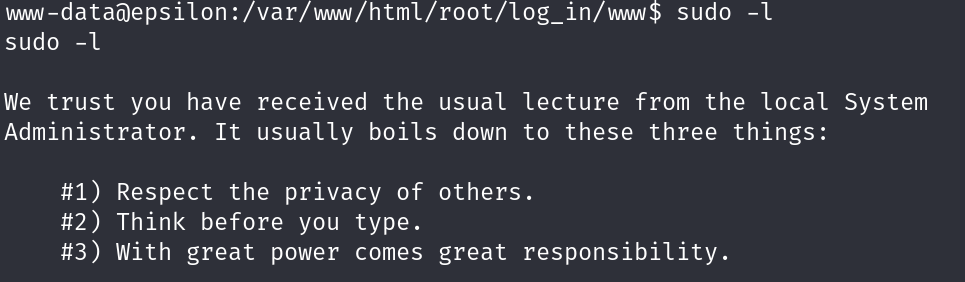 www-data@epsilon:/var/www/html/root/log_in/www$ sudo -l
sudo -l
We trust you have received the usual lecture from the local System
Administrator. It usually boils down to these three things:
#1) Respect the privacy of others.
#2) Think before you type.
#3) With great power comes great responsibility.